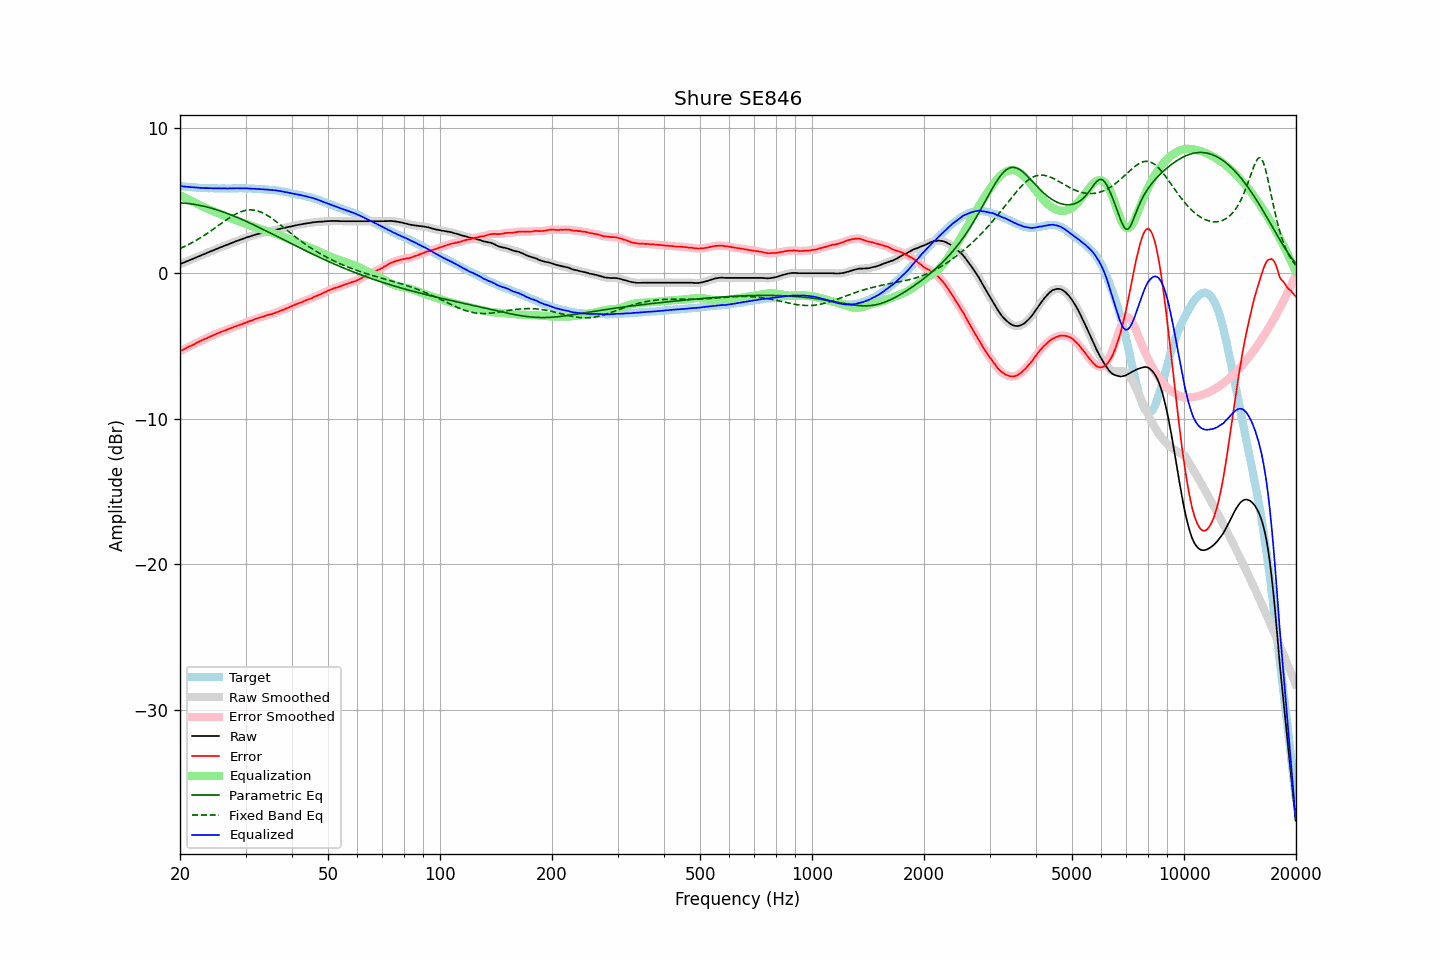 Shure SE846
Amplitude (dBr)
10
0
−10
−20
−30
Target
Raw Smoothed
Error Smoothed
Raw
Error
Equalization
Parametric Eq
Fixed Band Eq
Equalized
20 50 100 200 500 1000 2000 5000 10000 20000
Frequency (Hz)